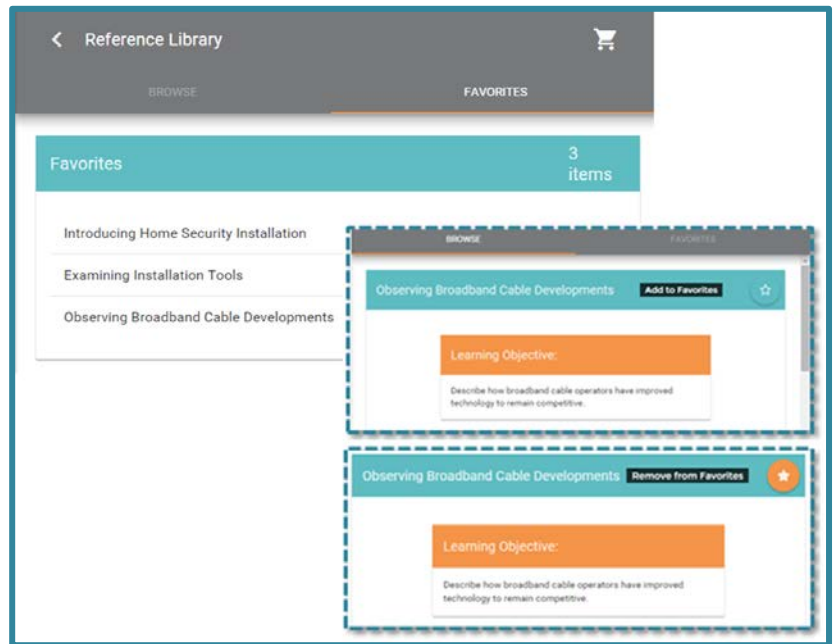 Reference Library
BROWSE
FAVORITES
Favorites
3
items
Introducing Home Security Installation
Examining Installation Tools
Observing Broadband Cable Developments
BROWSE
FAVORITES
Observing Broadband Cable Developments
Add to Favorites
Learning Objective:
Describe how broadband cable operators have improved
technology to remain competitive.
Observing Broadband Cable Developments
Remove from Favorites
Learning Objective:
Describe how broadband cable operators have improved
technology to remain competitive.